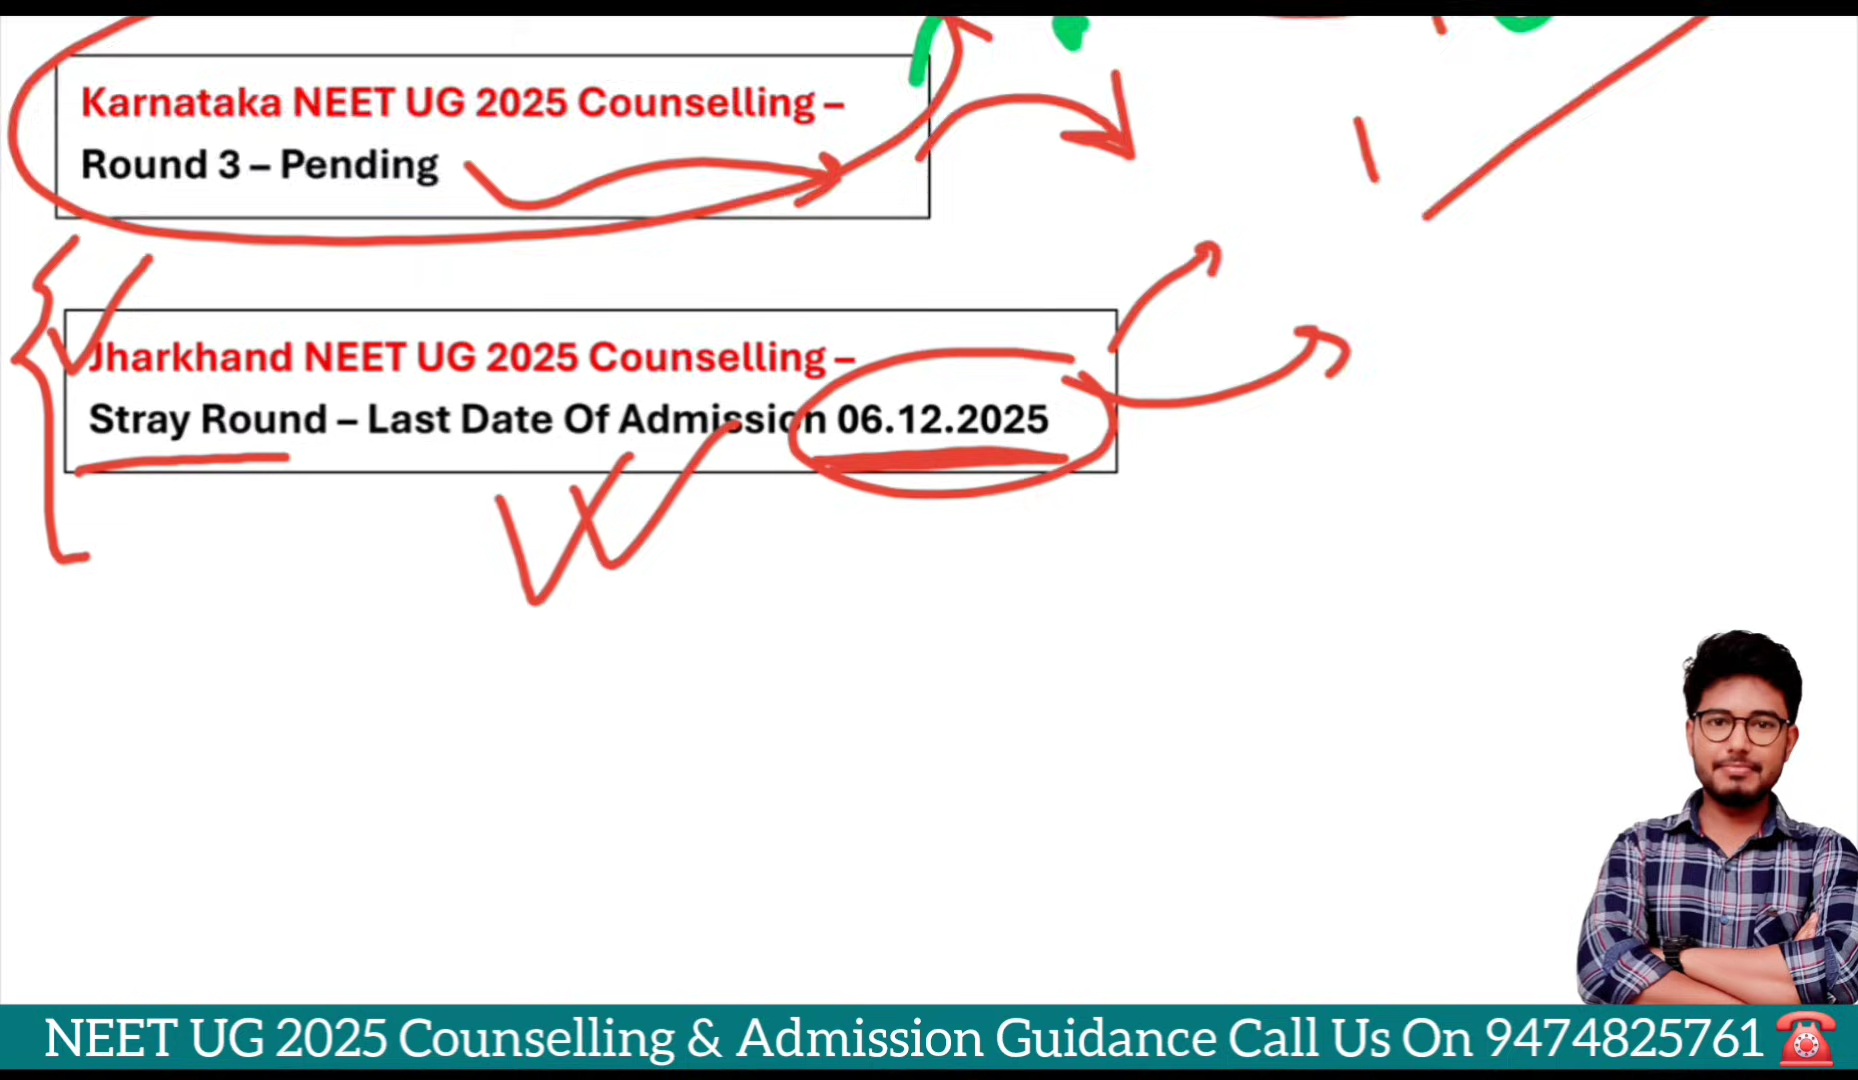 Karnataka NEET UG 2025 Counselling –
Round 3 – Pending
Jharkhand NEET UG 2025 Counselling –
Stray Round – Last Date Of Admission 06.12.2025
NEET UG 2025 Counselling & Admission Guidance Call Us On 9474825761